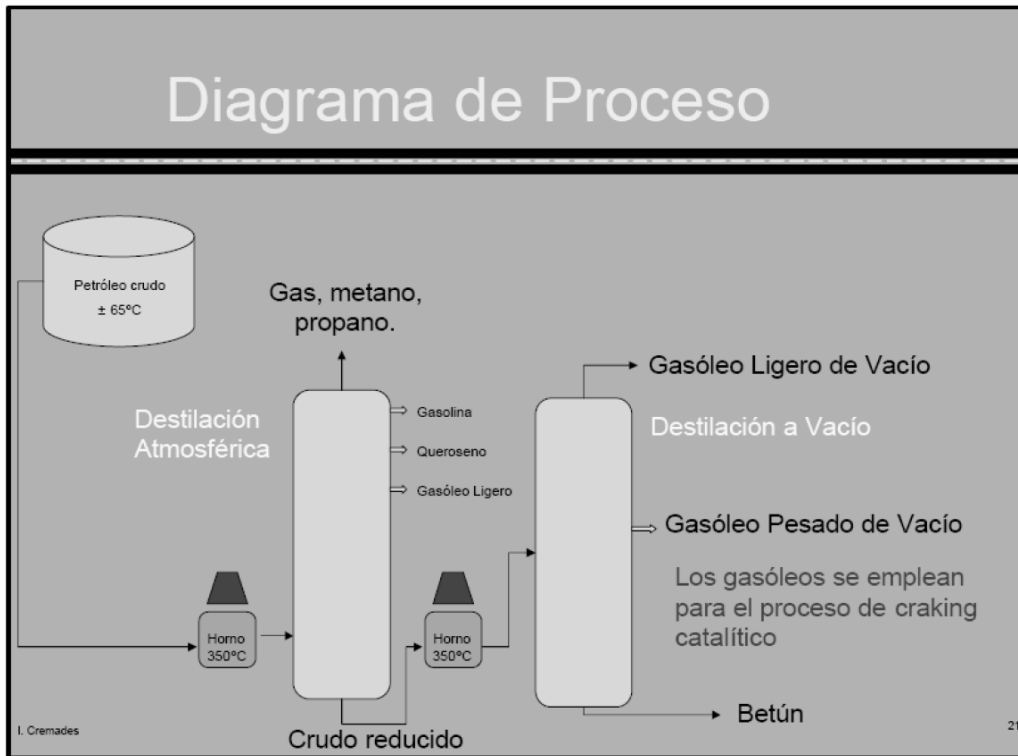 Diagrama de Proceso
Petróleo crudo
± 65ºC
Gas, metano,
propano.
Destilación
Atmosférica
Gasolina
Queroseno
Gasóleo Ligero
Gasóleo Ligero de Vacío
Destilación a Vacío
Gasóleo Pesado de Vacío
Los gasóleos se emplean
para el proceso de craking
catalítico
Horno
350ºC
Horno
350ºC
Betún
Crudo reducido
I. Cremades
21